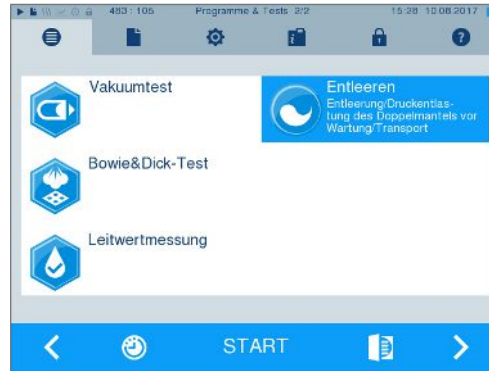 483 : 105 Programme & Tests 2/2 15:28 10.08.2017
Vakuumtest
Entleeren
Entleerung/Druckentlas-
tung des Doppelmantels vor
Wartung/Transport
Bowie&Dick-Test
Leitwertmessung
START